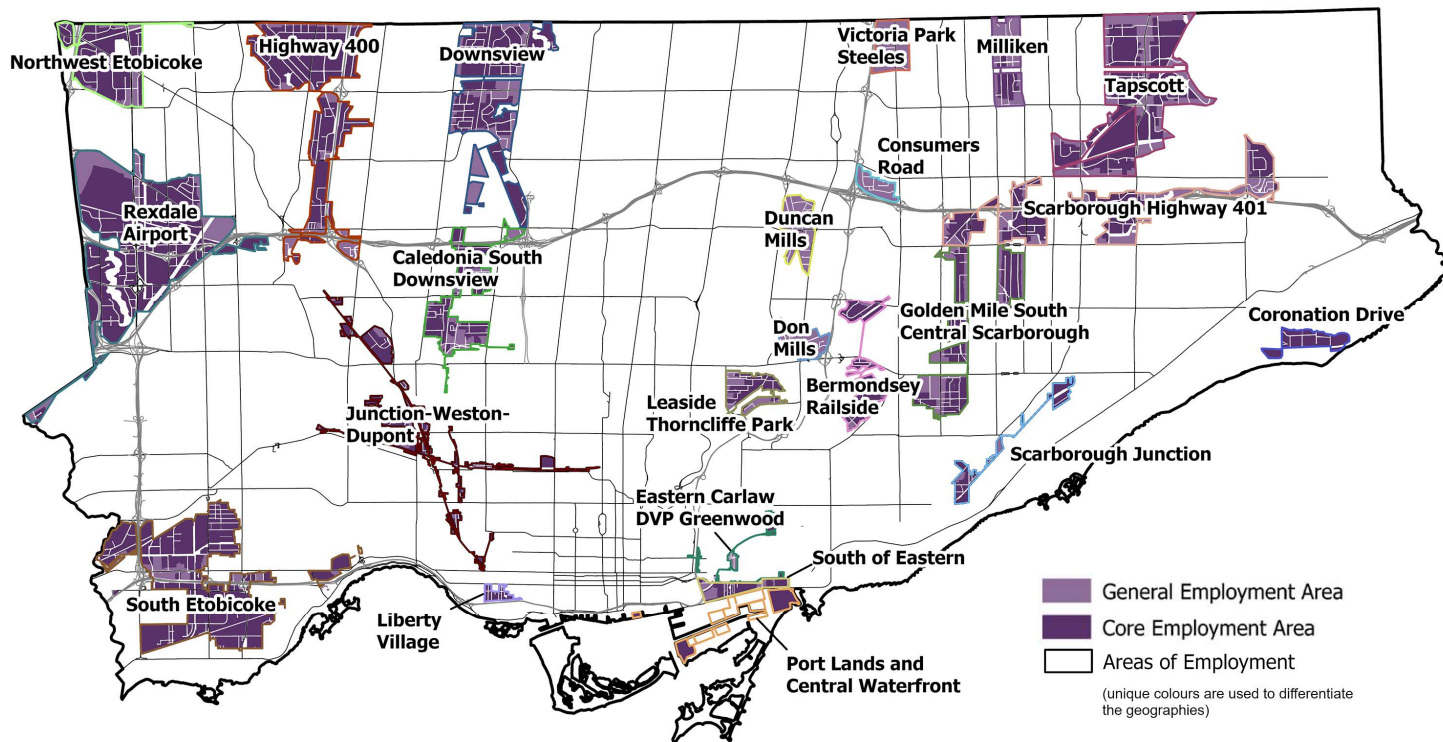 Northwest Etobicoke
Highway 400
Downsview
Victoria Park
Steeles
Milliken
Tapscott
Consumers
Road
Rexdale
Airport
Duncan
Mills
Scarborough Highway 401
Caledonia South
Downsview
Golden Mile South
Central Scarborough
Coronation Drive
Don
Mills
Bermondsey
Railside
Leaside
Thorncliffe Park
Junction-Weston-
Dupont
Scarborough Junction
Eastern Carlaw
DVP Greenwood
South of Eastern
South Etobicoke
Liberty
Village
Port Lands and
Central Waterfront
General Employment Area
Core Employment Area
Areas of Employment
(unique colours are used to differentiate
the geographies)